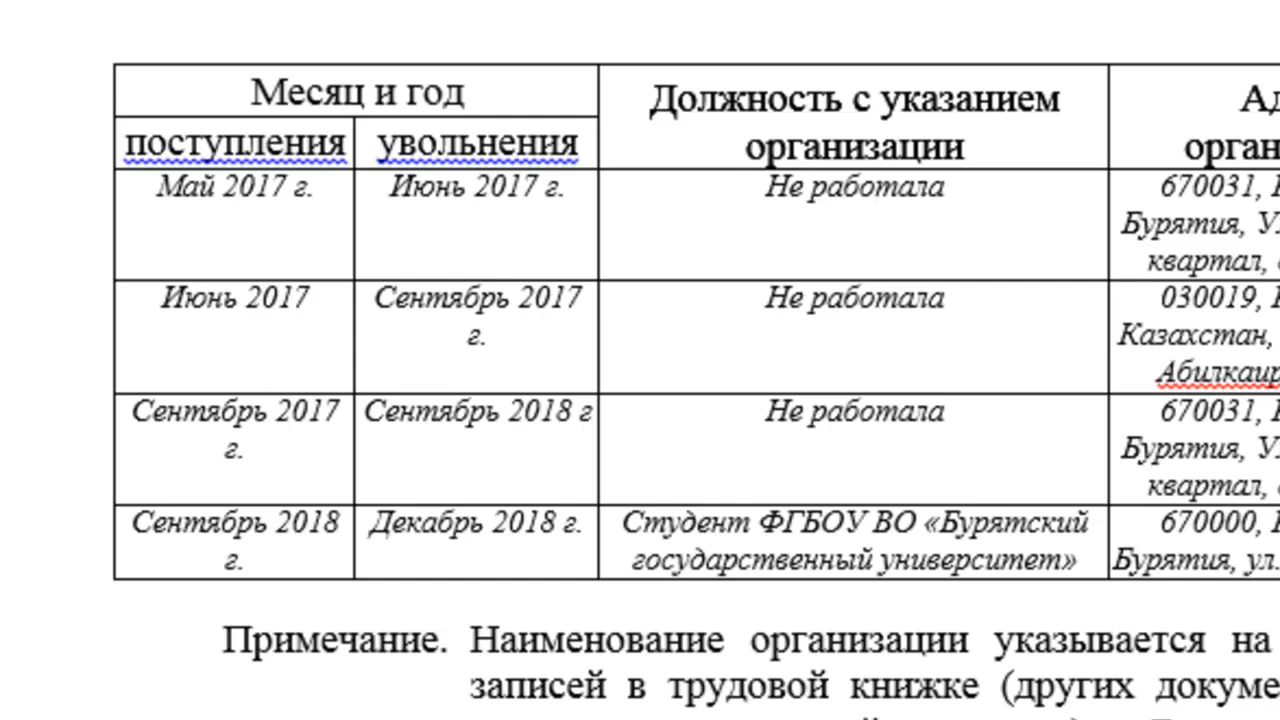 Месяц и год
Должность с указанием
организации
поступления
увольнения
Май 2017 г.
Июнь 2017 г.
Не работала
670031,
Бурятия,
квартал,
Июнь 2017
Сентябрь 2017
г.
Не работала
030019,
Казахстан,
Сентябрь 2017
г.
Сентябрь 2018 г
Не работала
670031,
Бурятия,
квартал,
Сентябрь 2018
г.
Декабрь 2018 г.
Студент ФГБОУ ВО «Бурятский
государственный университет»
670000,
Бурятия, ул.
Примечание. Наименование организации указывается на
записей в трудовой книжке (других